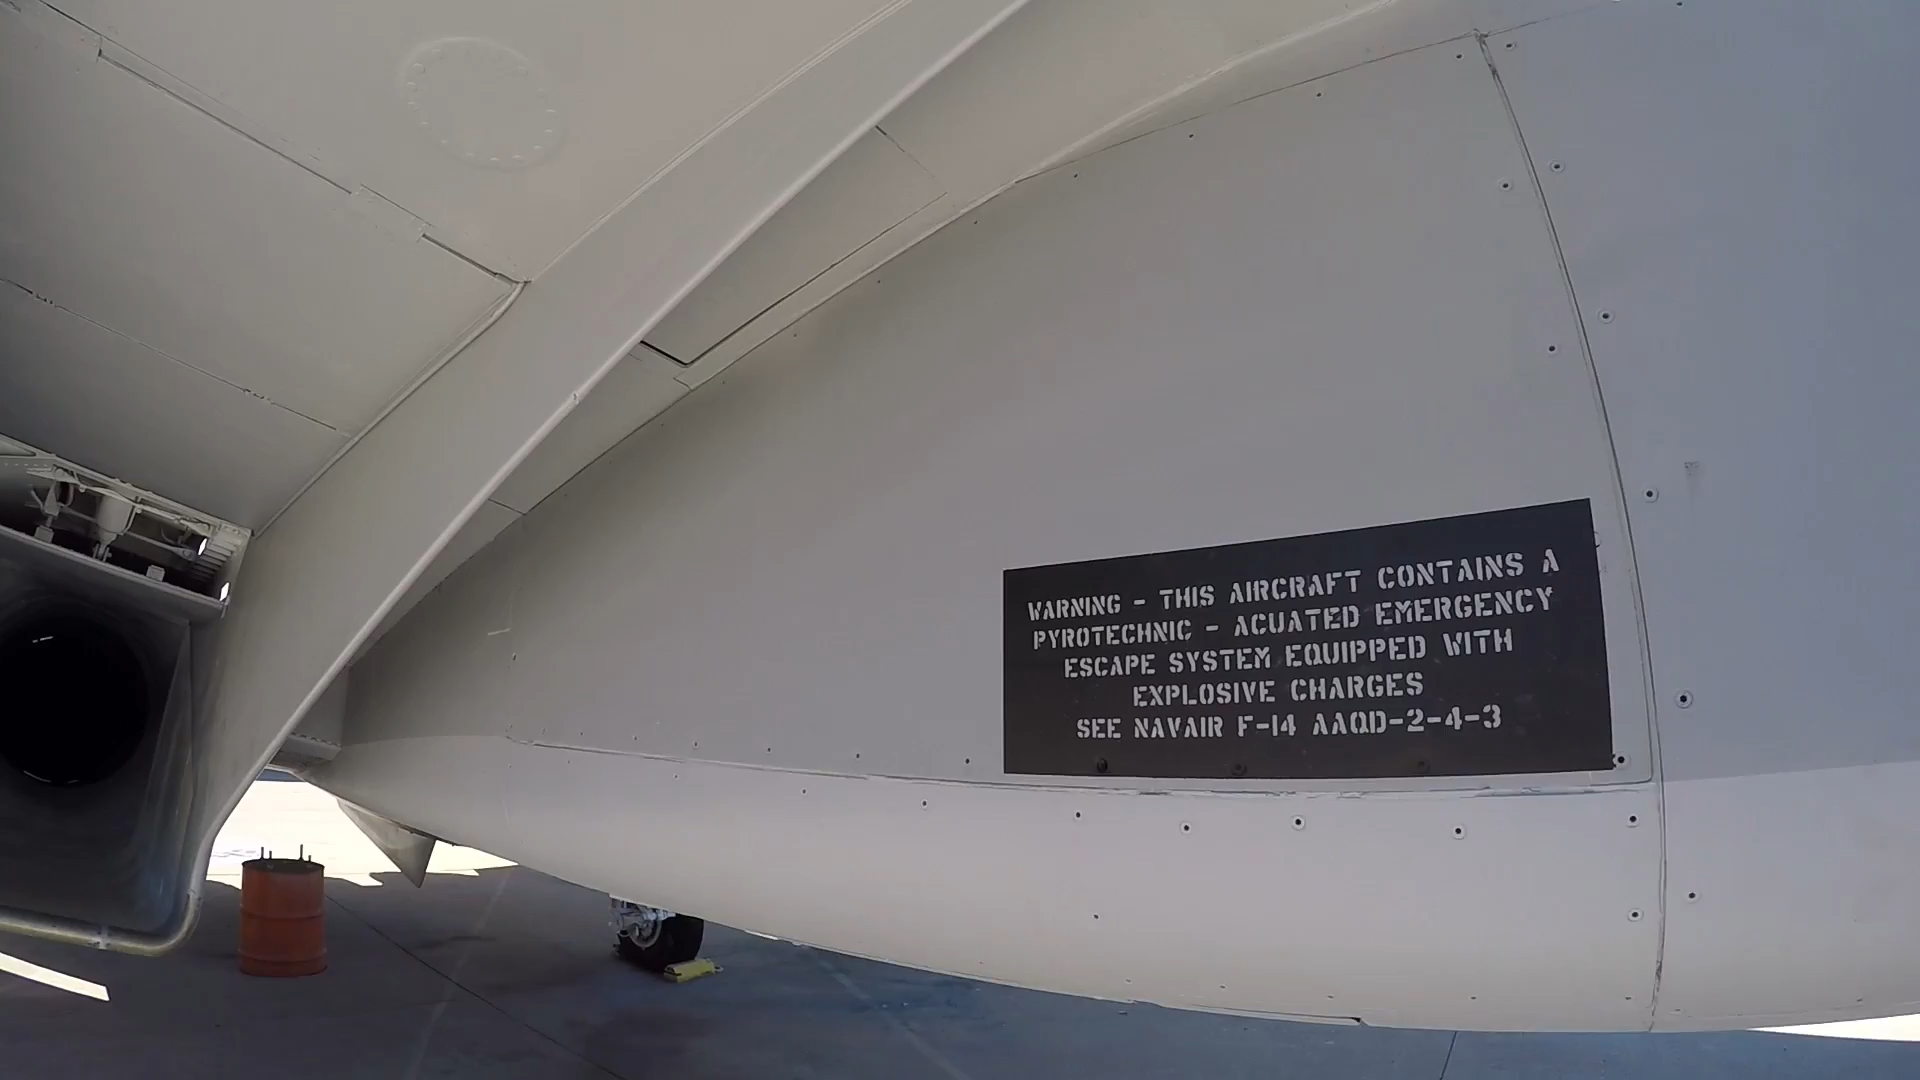 WARNING - THIS AIRCRAFT CONTAINS A
PYROTECHNIC - ACUATED EMERGENCY
ESCAPE SYSTEM EQUIPPED WITH
EXPLOSIVE CHARGES
SEE NAVAIR F-14 AAQD-2-4-3